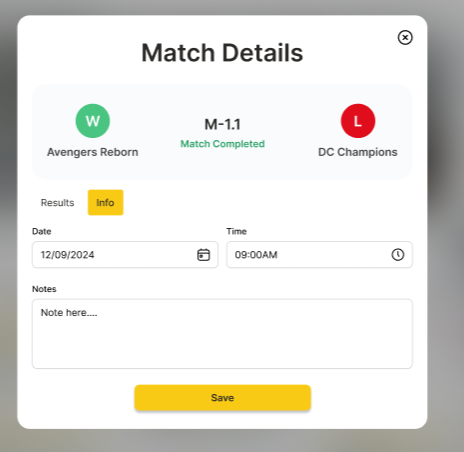 Match Details
W
M-1.1
L
Avengers Reborn
Match Completed
DC Champions
Results
Info
Date
Time
12/09/2024
09:00AM
Notes
Note here....
Save